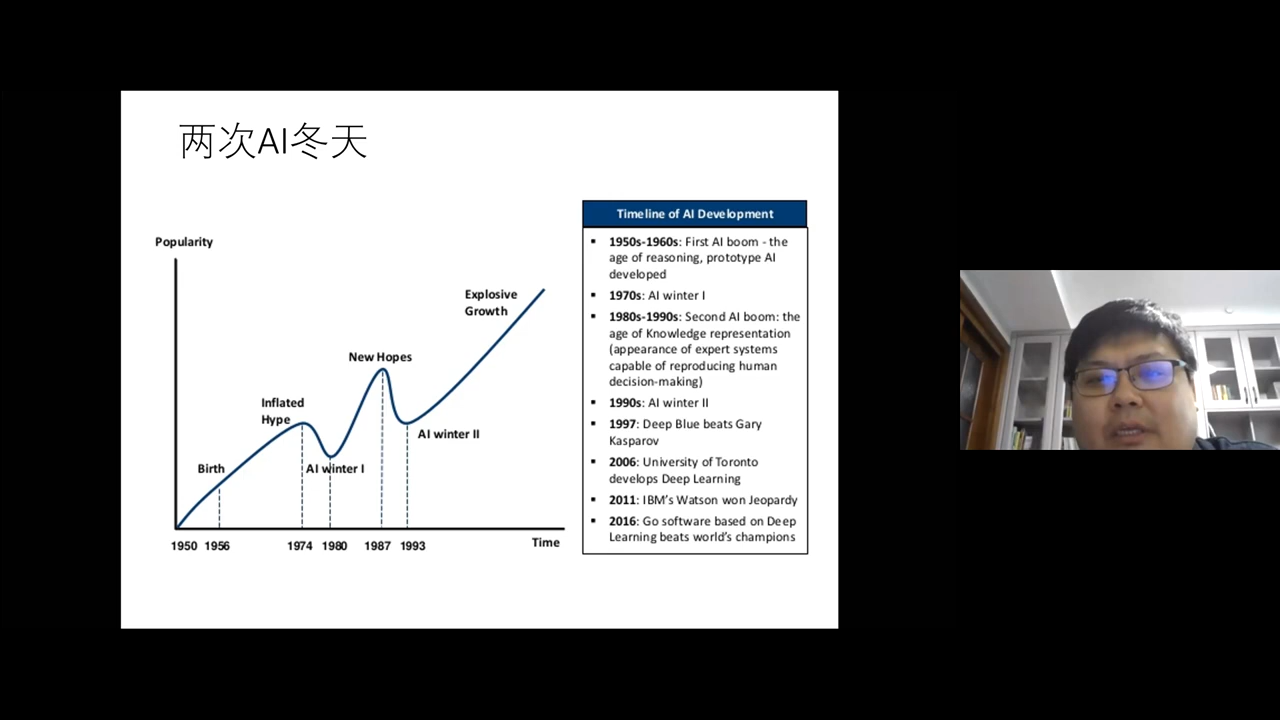 两次AI冬天
Popularity
Explosive
Growth
New Hopes
Inflated
Hype
AI winter II
Birth
AI winter I
1950 1956 1974 1980 1987 1993
Time
Timeline of AI Development
▪ 1950s-1960s: First AI boom - the
age of reasoning, prototype AI
developed
▪ 1970s: AI winter I
▪ 1980s-1990s: Second AI boom: the
age of Knowledge representation
(appearance of expert systems
capable of reproducing human
decision-making)
▪ 1990s: AI winter II
▪ 1997: Deep Blue beats Gary
Kasparov
▪ 2006: University of Toronto
develops Deep Learning
▪ 2011: IBM's Watson won Jeopardy
▪ 2016: Go software based on Deep
Learning beats world's champions